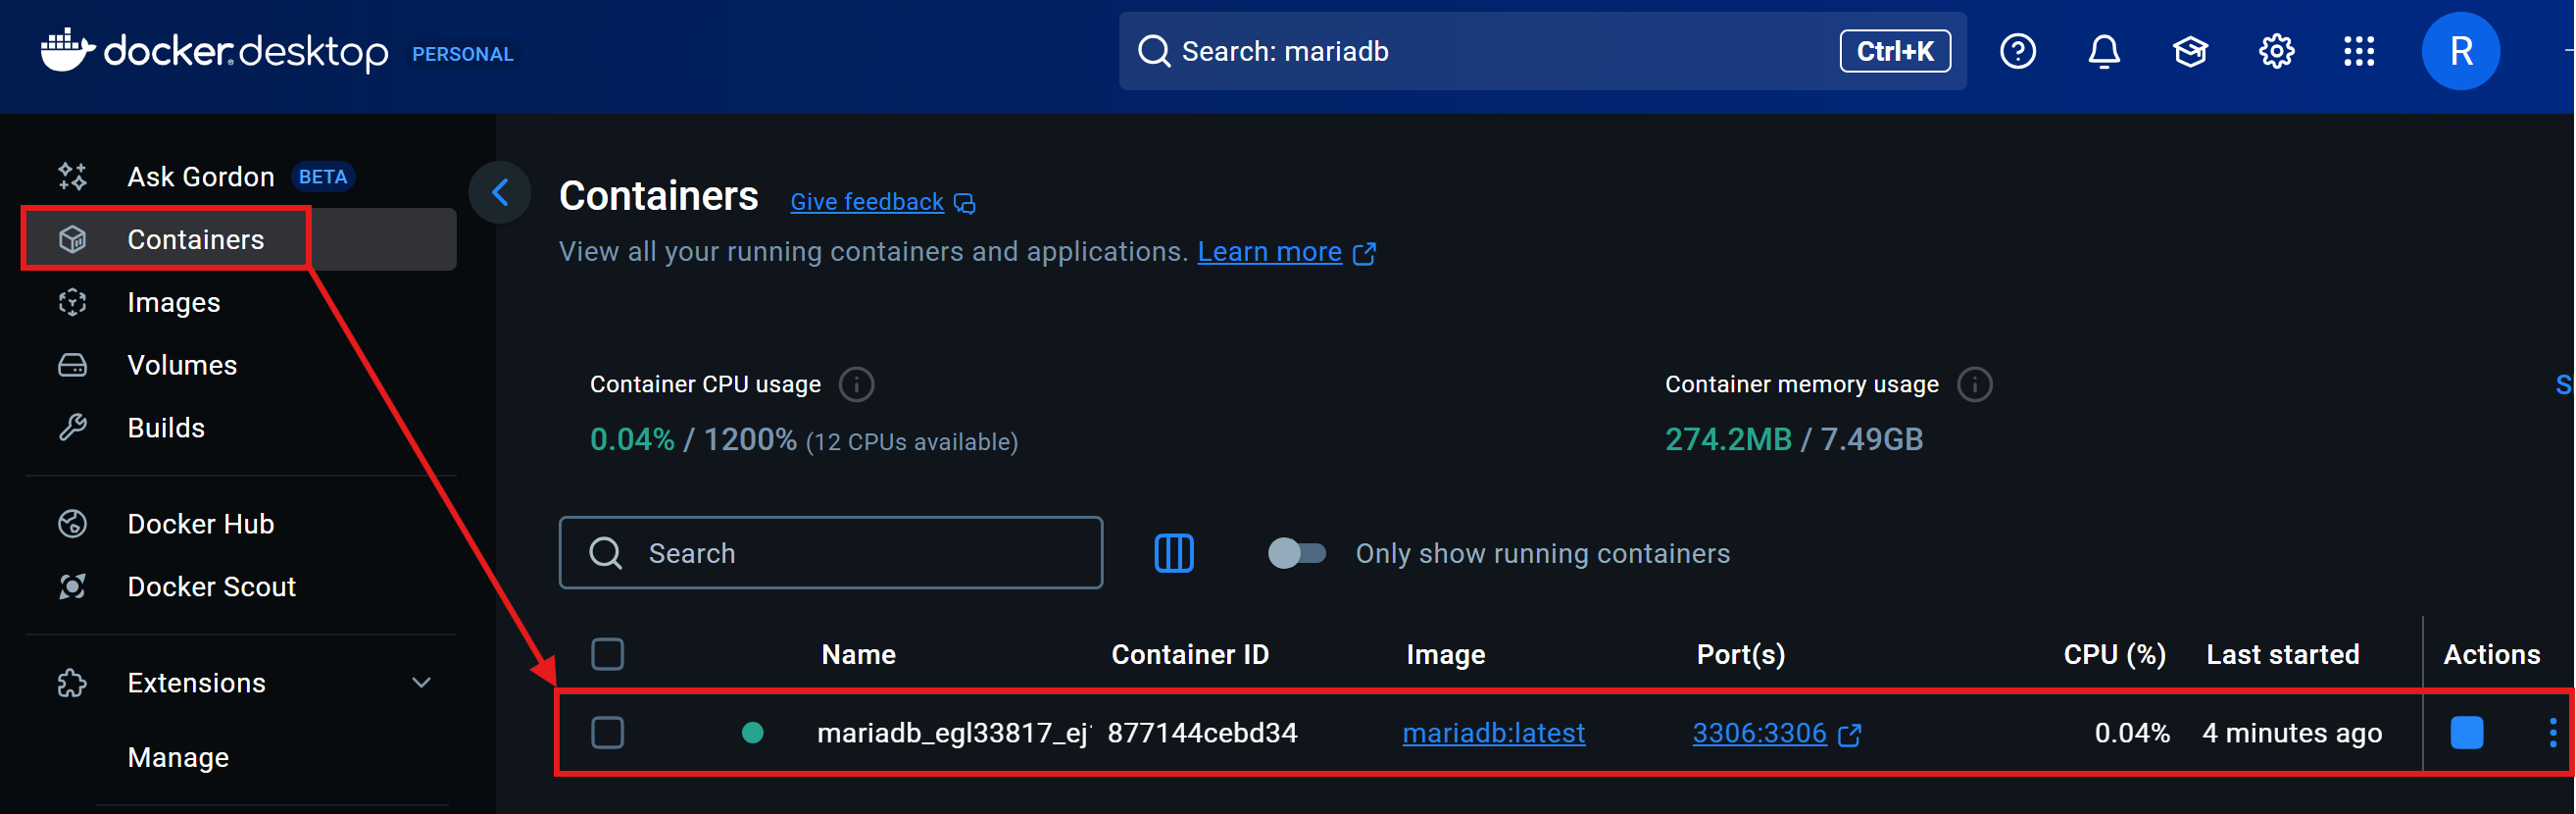 docker desktop PERSONAL
Search: mariadb
Ctrl+K
R
Ask Gordon BETA
Containers
Images
Volumes
Builds
Docker Hub
Docker Scout
Extensions
Manage
Containers Give feedback
View all your running containers and applications. Learn more
Container CPU usage
0.04% / 1200% (12 CPUs available)
Container memory usage
274.2MB / 7.49GB
Search
Only show running containers
Name Container ID Image Port(s) CPU (%) Last started Actions
mariadb_egl33817_ej 877144cebd34 mariadb:latest 3306:3306 0.04% 4 minutes ago